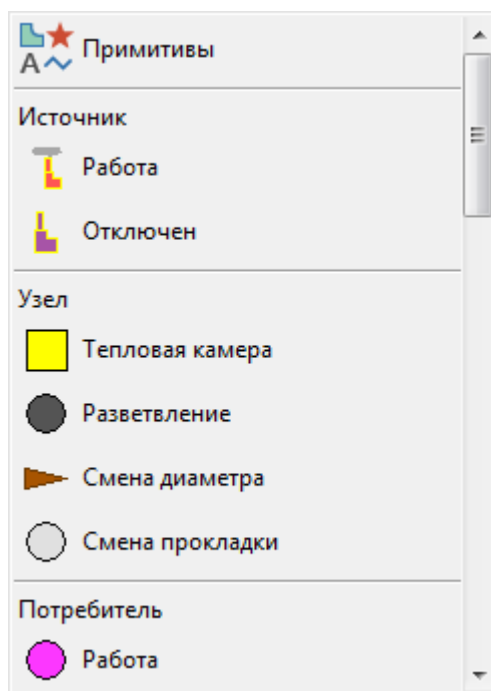 Примитивы
Источник
Работа
Отключен
Узел
Тепловая камера
Разветвление
Смена диаметра
Смена прокладки
Потребитель
Работа